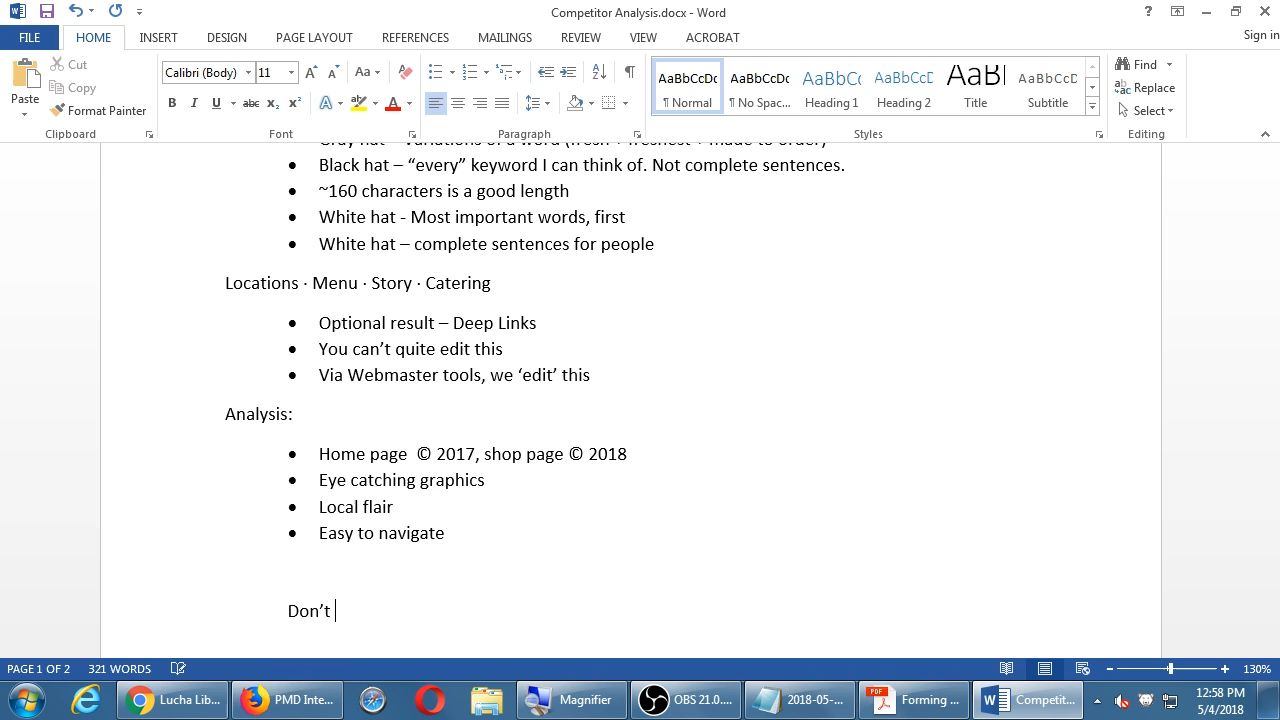 Competitor Analysis.docx - Word
Sign in
FILE HOME INSERT DESIGN PAGE LAYOUT REFERENCES MAILINGS REVIEW VIEW ACROBAT
Paste
Cut
Copy
Format Painter
Clipboard
Calibri (Body) 11
Font
Paragraph
AaBbCcDc AaBbCcDc AaBbCc AaBbCcD AaB AaBbCcD
¶ Normal ¶ No Spac... Heading 1 Heading 2 Title Subtitle
Styles
Find
Replace
Select
Editing
Gray hat – variations of a word (fresh + freshest + made to order)
• Black hat – “every” keyword I can think of. Not complete sentences.
• ~160 characters is a good length
• White hat - Most important words, first
• White hat – complete sentences for people
Locations · Menu · Story · Catering
• Optional result – Deep Links
• You can’t quite edit this
• Via Webmaster tools, we ‘edit’ this
Analysis:
• Home page  © 2017, shop page © 2018
• Eye catching graphics
• Local flair
• Easy to navigate
Don’t
PAGE 1 OF 2 321 WORDS 130%
Lucha Lib... PMD Inte... Magnifier OBS 21.0.... 2018-05-... Forming ... Competit... 12:58 PM
5/4/2018